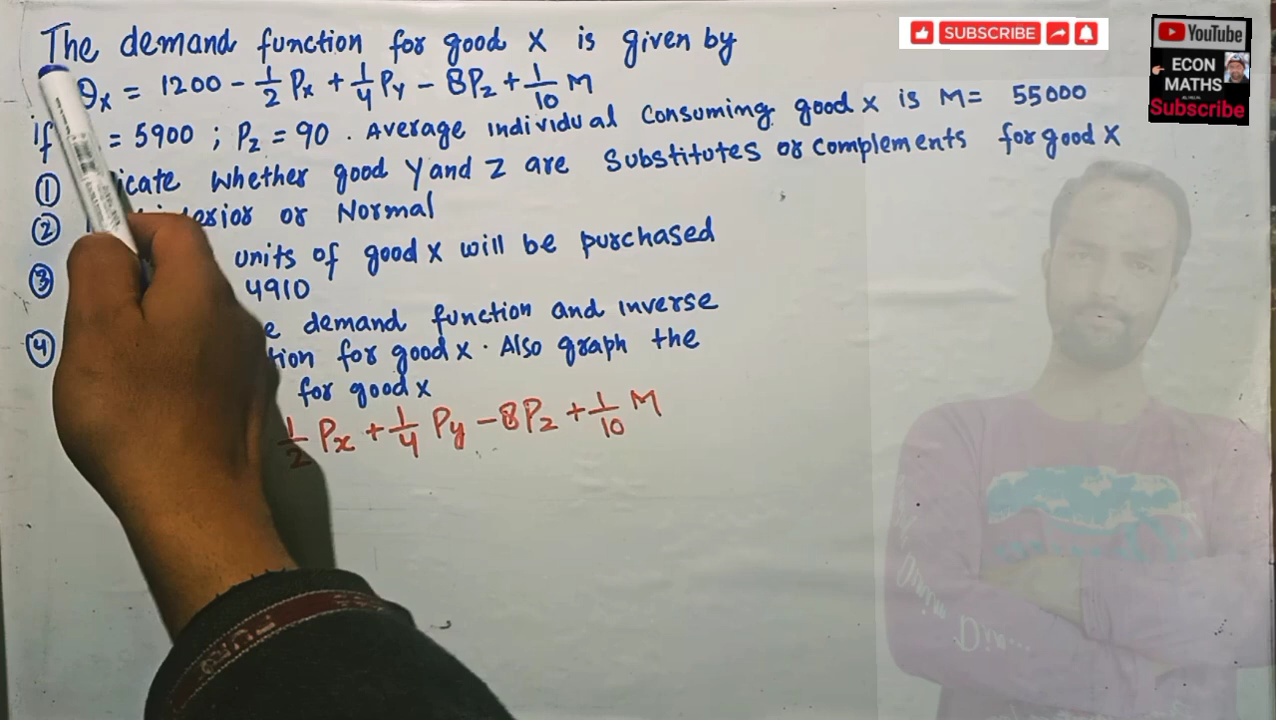 The demand function for good X is given by
Qx = 1200 - 1/2 Px + 1/4 Py - 8Pz + 1/10 M
if = 5900 ; Pz = 90 . Average individual consuming good x is M = 55000
① icate whether good Y and Z are substitutes or complements for good X
② or Normal
③ units of good x will be purchased
4910
④ demand function and inverse
for good x . Also graph the
for good x
1/2 Px + 1/4 Py - 8Pz + 1/10 M
SUBSCRIBE
YouTube
ECON
MATHS
Subscribe